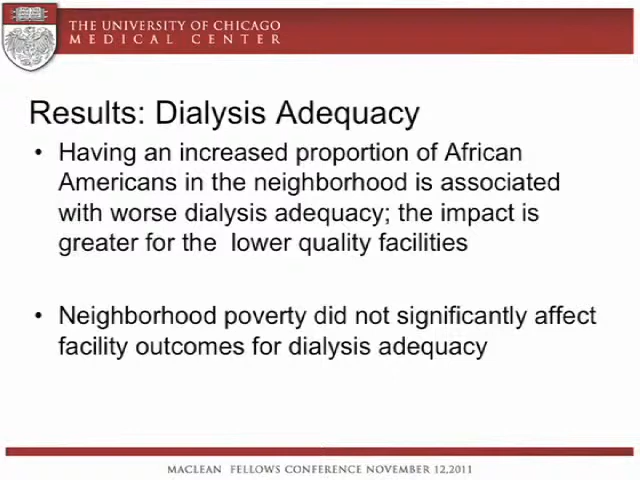 THE UNIVERSITY OF CHICAGO
MEDICAL CENTER
Results: Dialysis Adequacy
• Having an increased proportion of African
Americans in the neighborhood is associated
with worse dialysis adequacy; the impact is
greater for the lower quality facilities
• Neighborhood poverty did not significantly affect
facility outcomes for dialysis adequacy
MACLEAN FELLOWS CONFERENCE NOVEMBER 12,2011